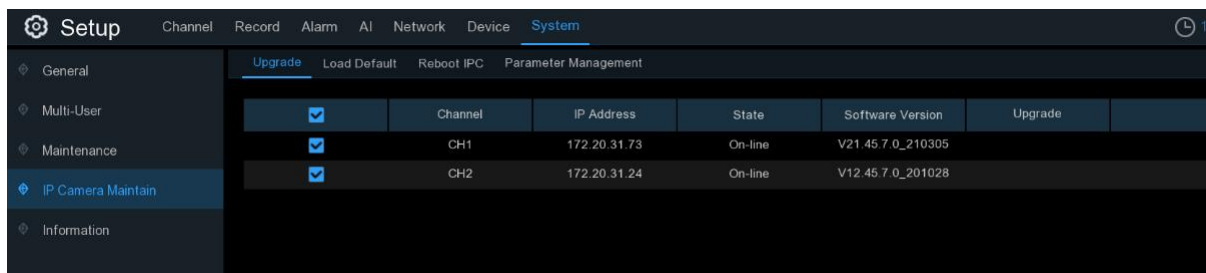 Setup Channel Record Alarm AI Network Device System
General
Multi-User
Maintenance
IP Camera Maintain
Information
Upgrade Load Default Reboot IPC Parameter Management
Channel IP Address State Software Version Upgrade
CH1 172.20.31.73 On-line V21.45.7.0_210305
CH2 172.20.31.24 On-line V12.45.7.0_201028